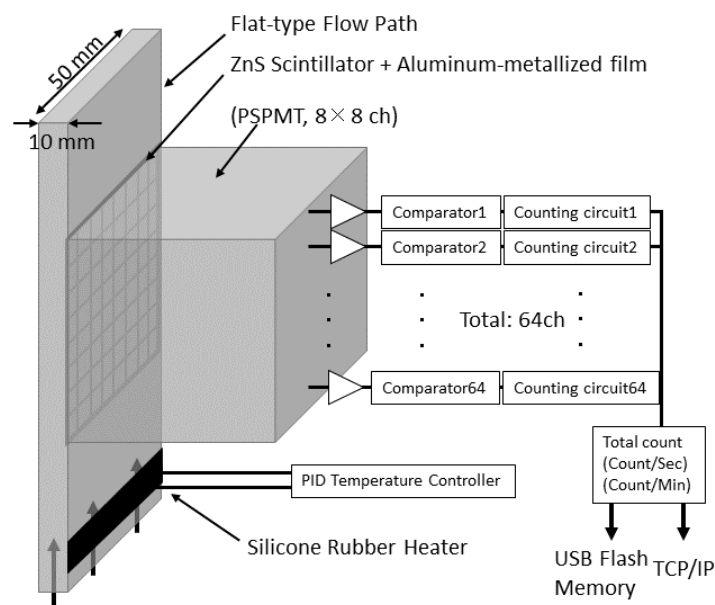 Flat-type Flow Path
50 mm
ZnS Scintillator + Aluminum-metallized film
10 mm
(PSPMT, 8×8 ch)
Comparator1
Counting circuit1
Comparator2
Counting circuit2
Total: 64ch
Comparator64
Counting circuit64
Total count
(Count/Sec)
(Count/Min)
PID Temperature Controller
Silicone Rubber Heater
USB Flash
Memory
TCP/IP